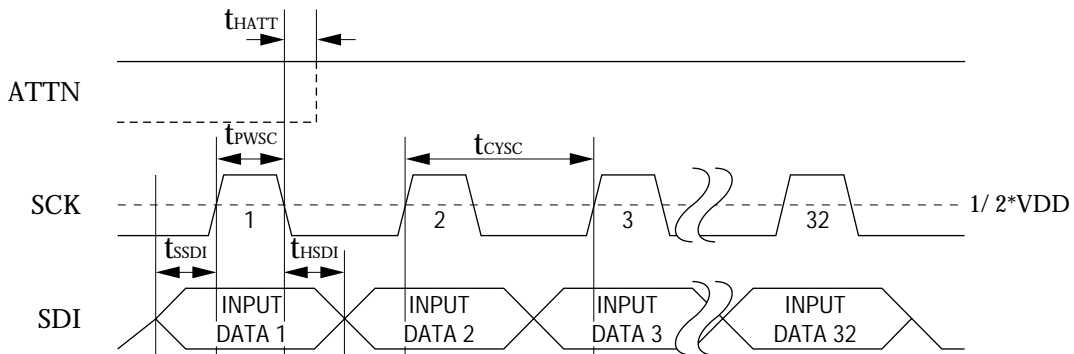 tHATT
ATTN
tPWSC
tCYSC
SCK
1
2
3
32
1/2*VDD
tSSDI
tHSDI
SDI
INPUT
DATA 1
INPUT
DATA 2
INPUT
DATA 3
INPUT
DATA 32